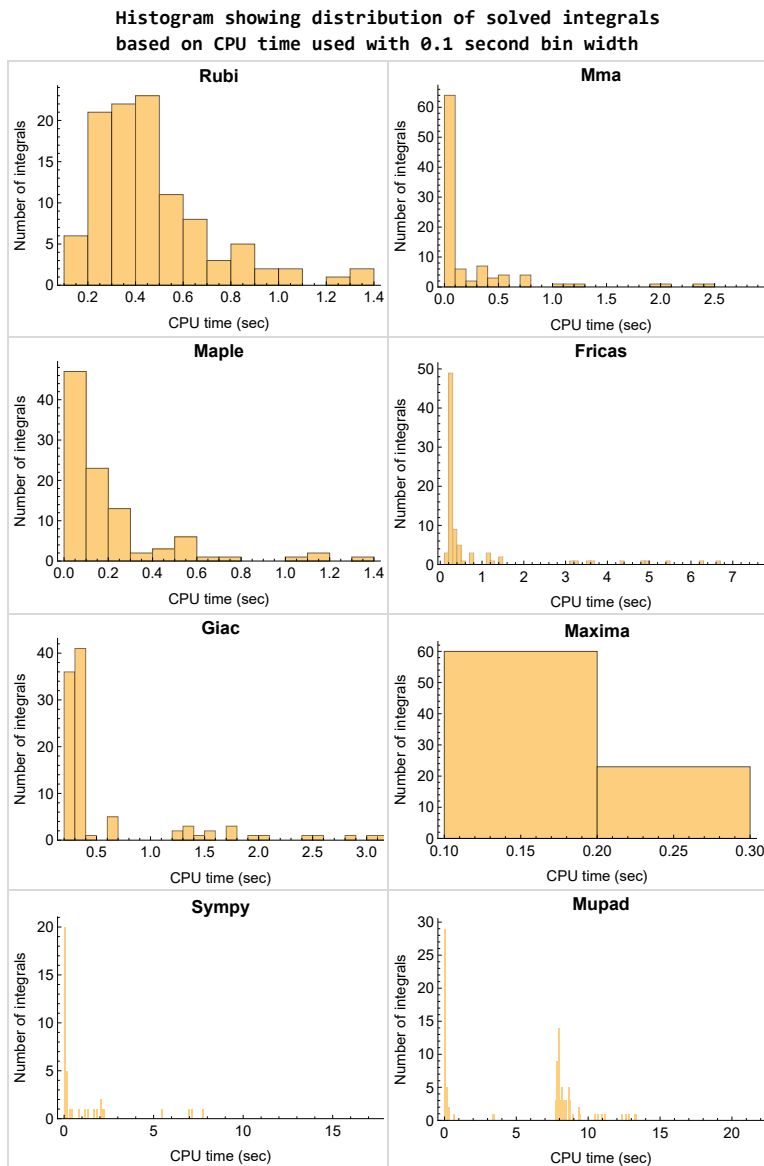 Histogram showing distribution of solved integrals
based on CPU time used with 0.1 second bin width
Rubi
Number of integrals
0
5
10
15
20
0.2 0.4 0.6 0.8 1.0 1.2 1.4
CPU time (sec)
Mma
Number of integrals
0
10
20
30
40
50
60
0.0 0.5 1.0 1.5 2.0 2.5
CPU time (sec)
Maple
Number of integrals
0
10
20
30
40
0.0 0.2 0.4 0.6 0.8 1.0 1.2 1.4
CPU time (sec)
Fricas
Number of integrals
0
10
20
30
40
50
0 1 2 3 4 5 6 7
CPU time (sec)
Giac
Number of integrals
0
10
20
30
40
0.5 1.0 1.5 2.0 2.5 3.0
CPU time (sec)
Maxima
Number of integrals
0
10
20
30
40
50
60
0.10 0.15 0.20 0.25 0.30
CPU time (sec)
Sympy
Number of integrals
0
5
10
15
20
0 5 10 15
CPU time (sec)
Mupad
Number of integrals
0
5
10
15
20
25
30
0 5 10 15 20
CPU time (sec)